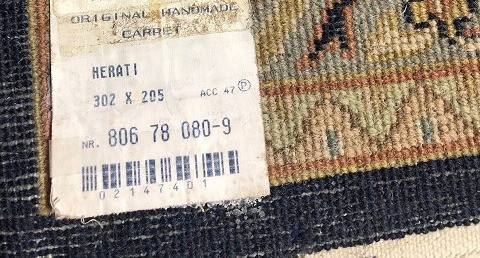 ORIGINAL HANDMADE
CARPET
HERATI
302 X 205 ACC 47 P
NR. 806 78 080-9
02147401